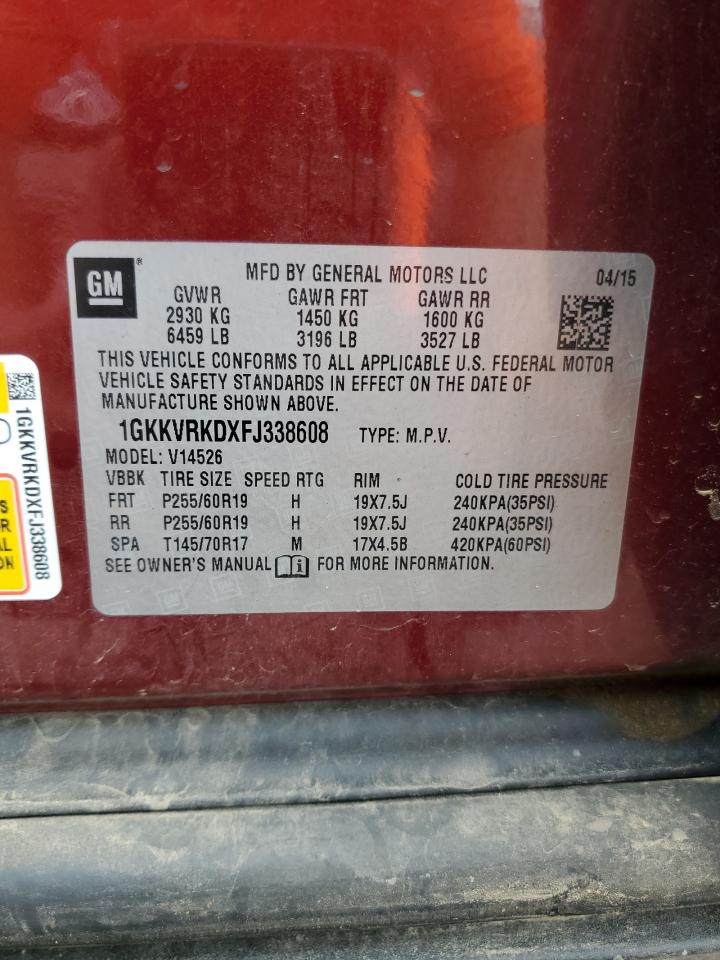 GM®
MFD BY GENERAL MOTORS LLC 04/15
GVWR GAWR FRT GAWR RR
2930 KG 1450 KG 1600 KG
6459 LB 3196 LB 3527 LB
THIS VEHICLE CONFORMS TO ALL APPLICABLE U.S. FEDERAL MOTOR
VEHICLE SAFETY STANDARDS IN EFFECT ON THE DATE OF
MANUFACTURE SHOWN ABOVE.
1GKKVRKDXFJ338608 TYPE: M.P.V.
MODEL: V14526
VBBK TIRE SIZE SPEED RTG RIM COLD TIRE PRESSURE
FRT P255/60R19 H 19X7.5J 240KPA(35PSI)
RR P255/60R19 H 19X7.5J 240KPA(35PSI)
SPA T145/70R17 M 17X4.5B 420KPA(60PSI)
SEE OWNER'S MANUAL i FOR MORE INFORMATION.
1GKKVRKDXFJ338608